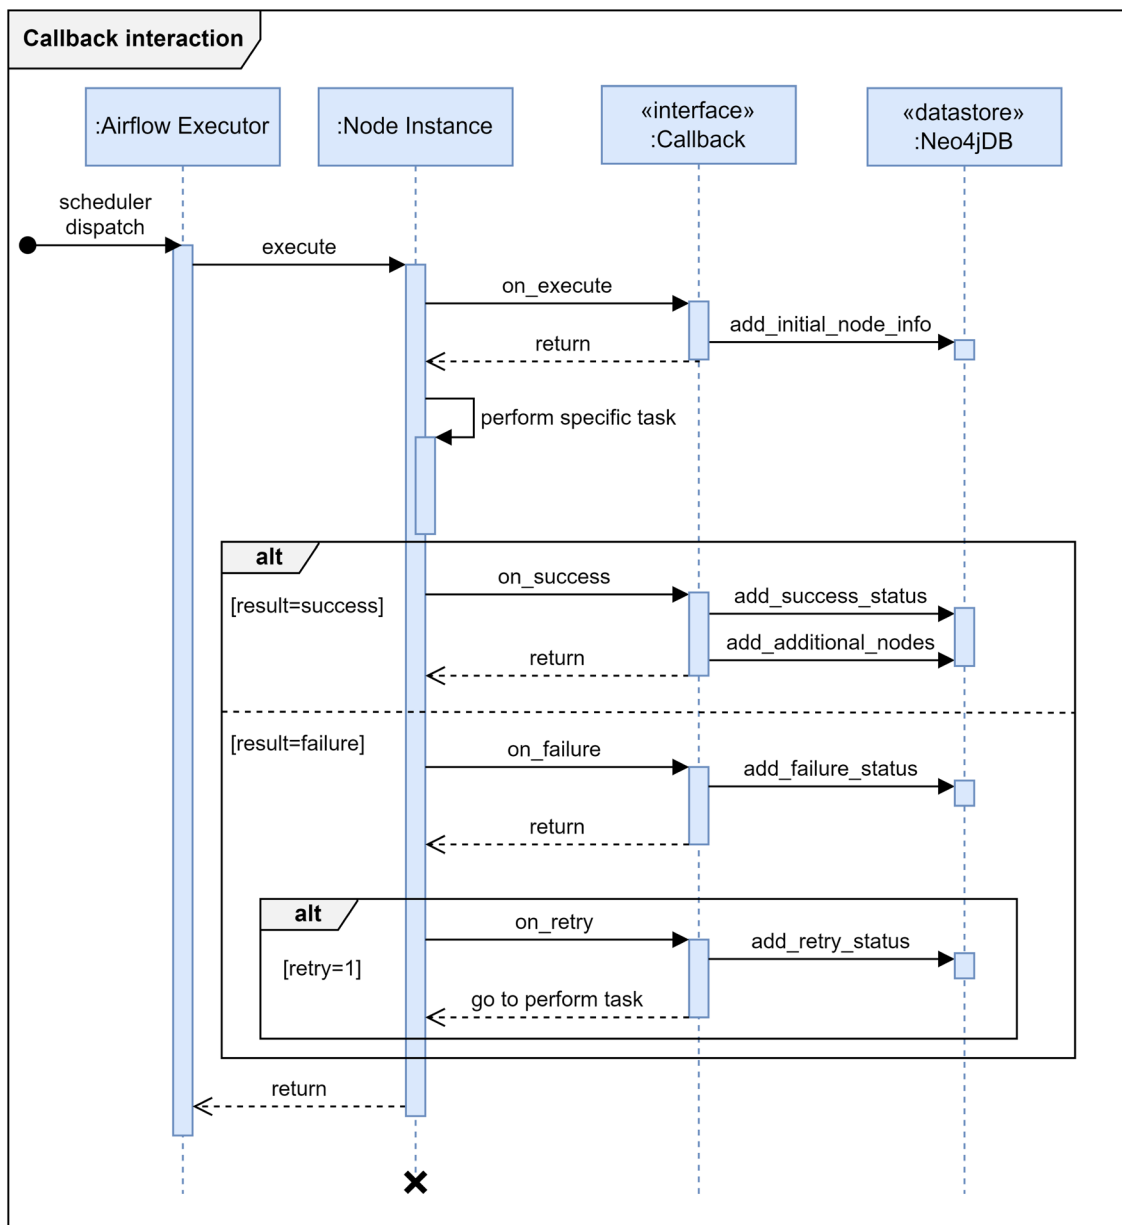 Callback interaction
:Airflow Executor
:Node Instance
«interface»
:Callback
«datastore»
:Neo4jDB
scheduler
dispatch
execute
on_execute
add_initial_node_info
return
perform specific task
alt
[result=success]
on_success
add_success_status
add_additional_nodes
return
[result=failure]
on_failure
add_failure_status
return
alt
[retry=1]
on_retry
add_retry_status
go to perform task
return